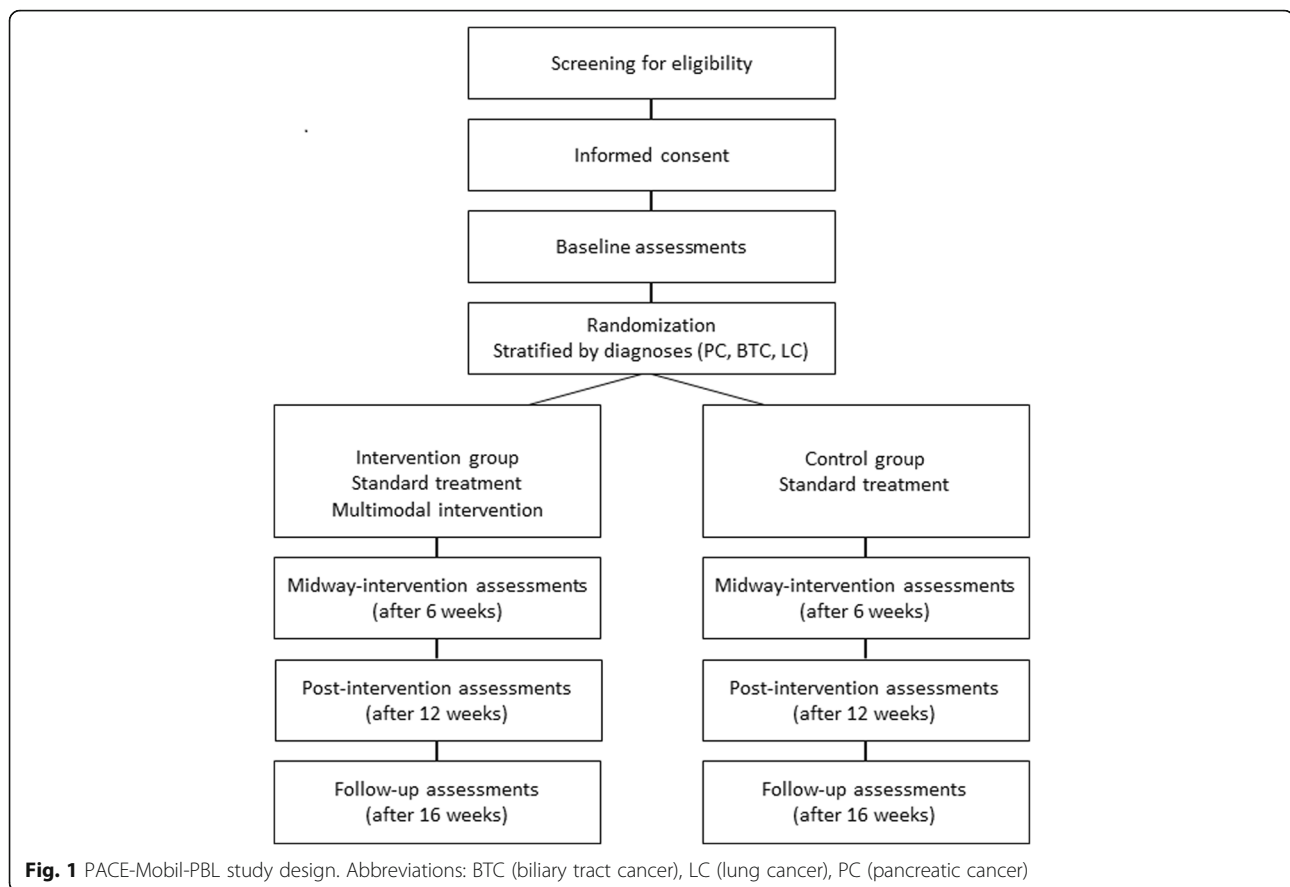 Screening for eligibility
Informed consent
Baseline assessments
Randomization
Stratified by diagnoses (PC, BTC, LC)
Intervention group
Standard treatment
Multimodal intervention
Control group
Standard treatment
Midway-intervention assessments
(after 6 weeks)
Midway-intervention assessments
(after 6 weeks)
Post-intervention assessments
(after 12 weeks)
Post-intervention assessments
(after 12 weeks)
Follow-up assessments
(after 16 weeks)
Follow-up assessments
(after 16 weeks)
Fig. 1 PACE-Mobil-PBL study design. Abbreviations: BTC (biliary tract cancer), LC (lung cancer), PC (pancreatic cancer)